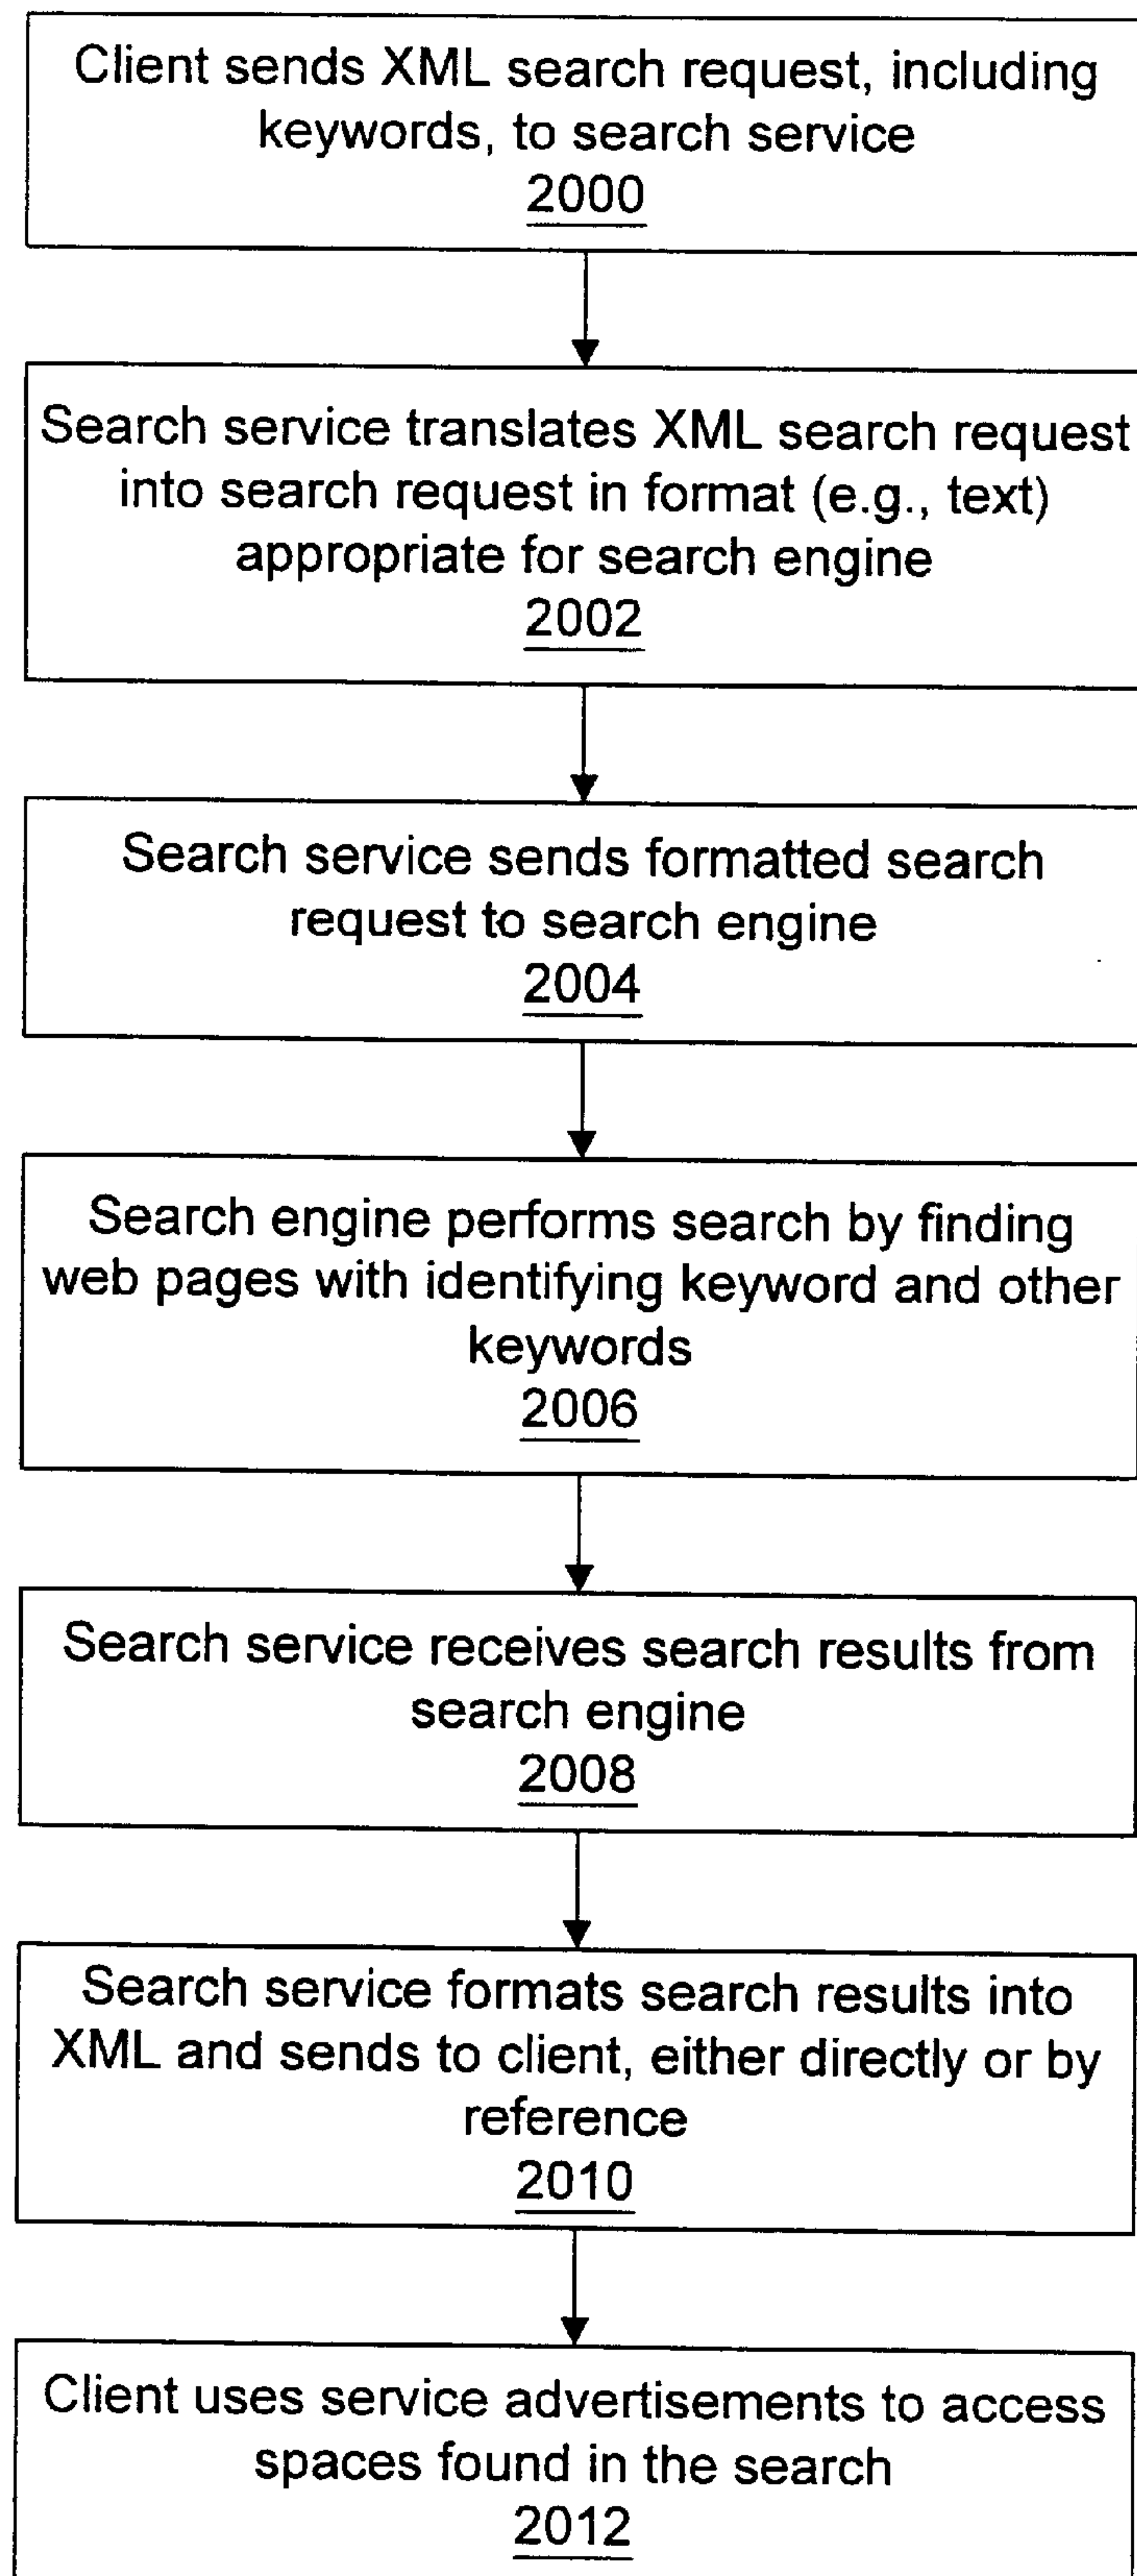 Client sends XML search request, including
keywords, to search service
2000
Search service translates XML search request
into search request in format (e.g., text)
appropriate for search engine
2002
Search service sends formatted search
request to search engine
2004
Search engine performs search by finding
web pages with identifying keyword and other
keywords
2006
Search service receives search results from
search engine
2008
Search service formats search results into
XML and sends to client, either directly or by
reference
2010
Client uses service advertisements to access
spaces found in the search
2012